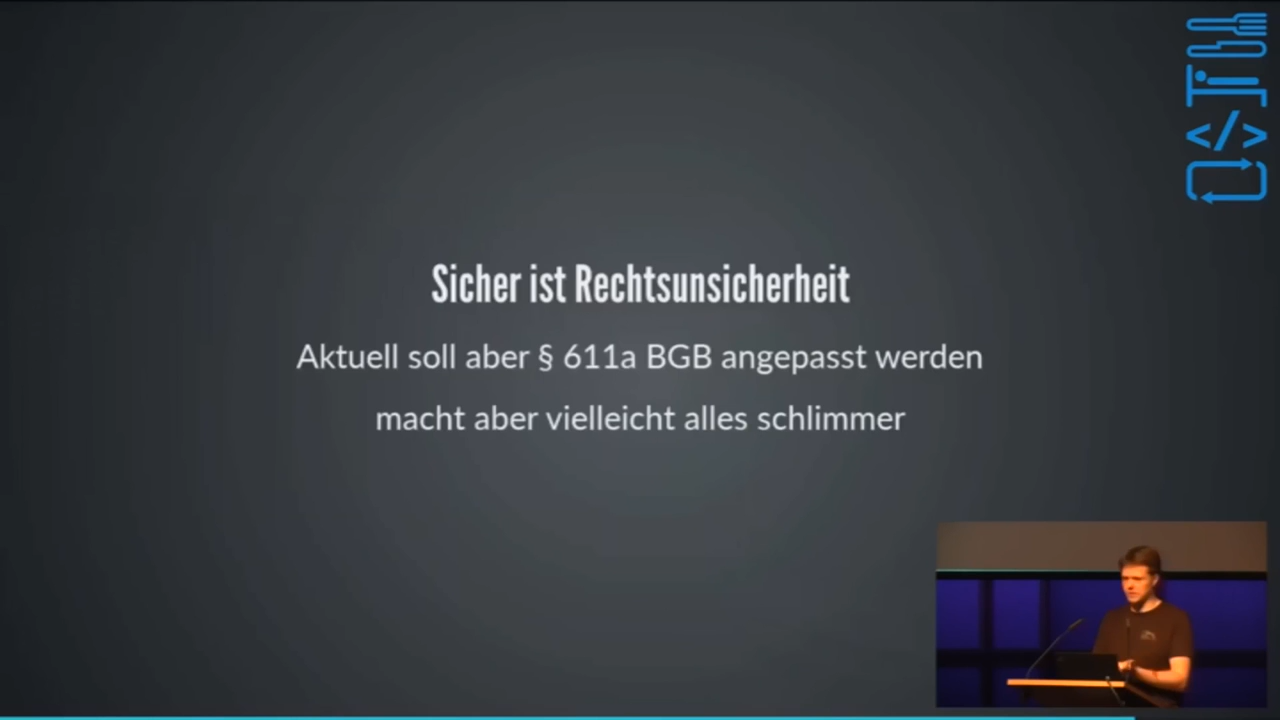 Sicher ist Rechtsunsicherheit
Aktuell soll aber § 611a BGB angepasst werden
macht aber vielleicht alles schlimmer